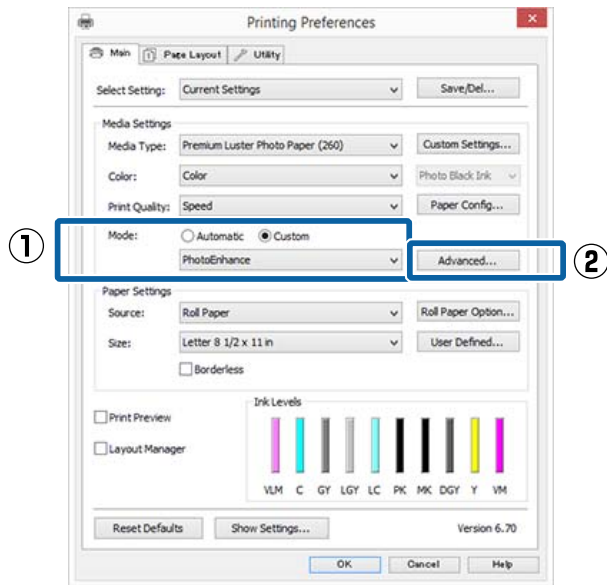 Printing Preferences
Main Page Layout Utility
Select Setting: Current Settings Save/Del...
Media Settings
Media Type: Premium Luster Photo Paper (260) Custom Settings...
Color: Color Photo Black Ink
Print Quality: Speed Paper Config...
① Mode: Automatic Custom
PhotoEnhance Advanced... ②
Paper Settings
Source: Roll Paper Roll Paper Option...
Size: Letter 8 1/2 x 11 in User Defined...
Borderless
Ink Levels
Print Preview
Layout Manager
VLM C GY LGY LC PK MK DGY Y VM
Reset Defaults Show Settings... Version 6.70
OK Cancel Help